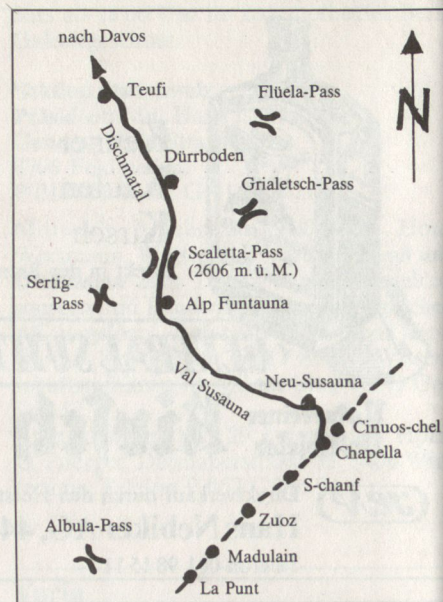 nach Davos
Teufi
Flüela-Pass
N
Dischmatal
Dürrboden
Grialetsch-Pass
Scaletta-Pass
(2606 m. ü. M.)
Sertig-
Pass
Alp Funtauna
Val Susauna
Neu-Susauna
Cinuos-chel
Chapella
S-chanf
Zuoz
Albula-Pass
Madulain
La Punt